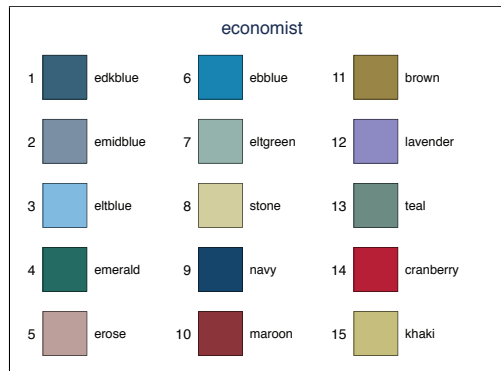 economist
1 edkblue
2 emidblue
3 eltblue
4 emerald
5 erose
6 ebblue
7 eltgreen
8 stone
9 navy
10 maroon
11 brown
12 lavender
13 teal
14 cranberry
15 khaki